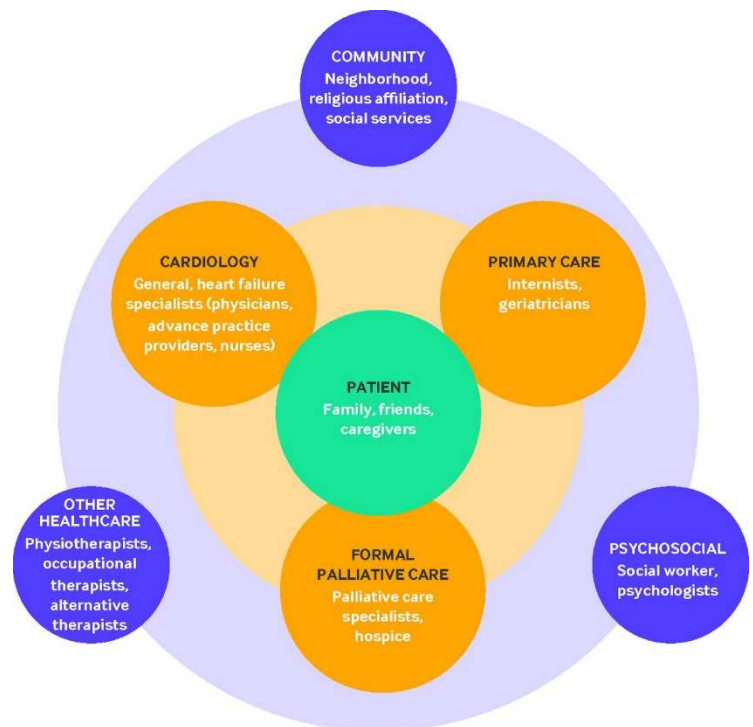 COMMUNITY
Neighborhood,
religious affiliation,
social services
CARDIOLOGY
General, heart failure
specialists (physicians,
advance practice
providers, nurses)
PRIMARY CARE
Internists,
geriatricians
PATIENT
Family, friends,
caregivers
OTHER
HEALTHCARE
Physiotherapists,
occupational
therapists,
alternative
therapists
FORMAL
PALLIATIVE CARE
Palliative care
specialists,
hospice
PSYCHOSOCIAL
Social worker,
psychologists